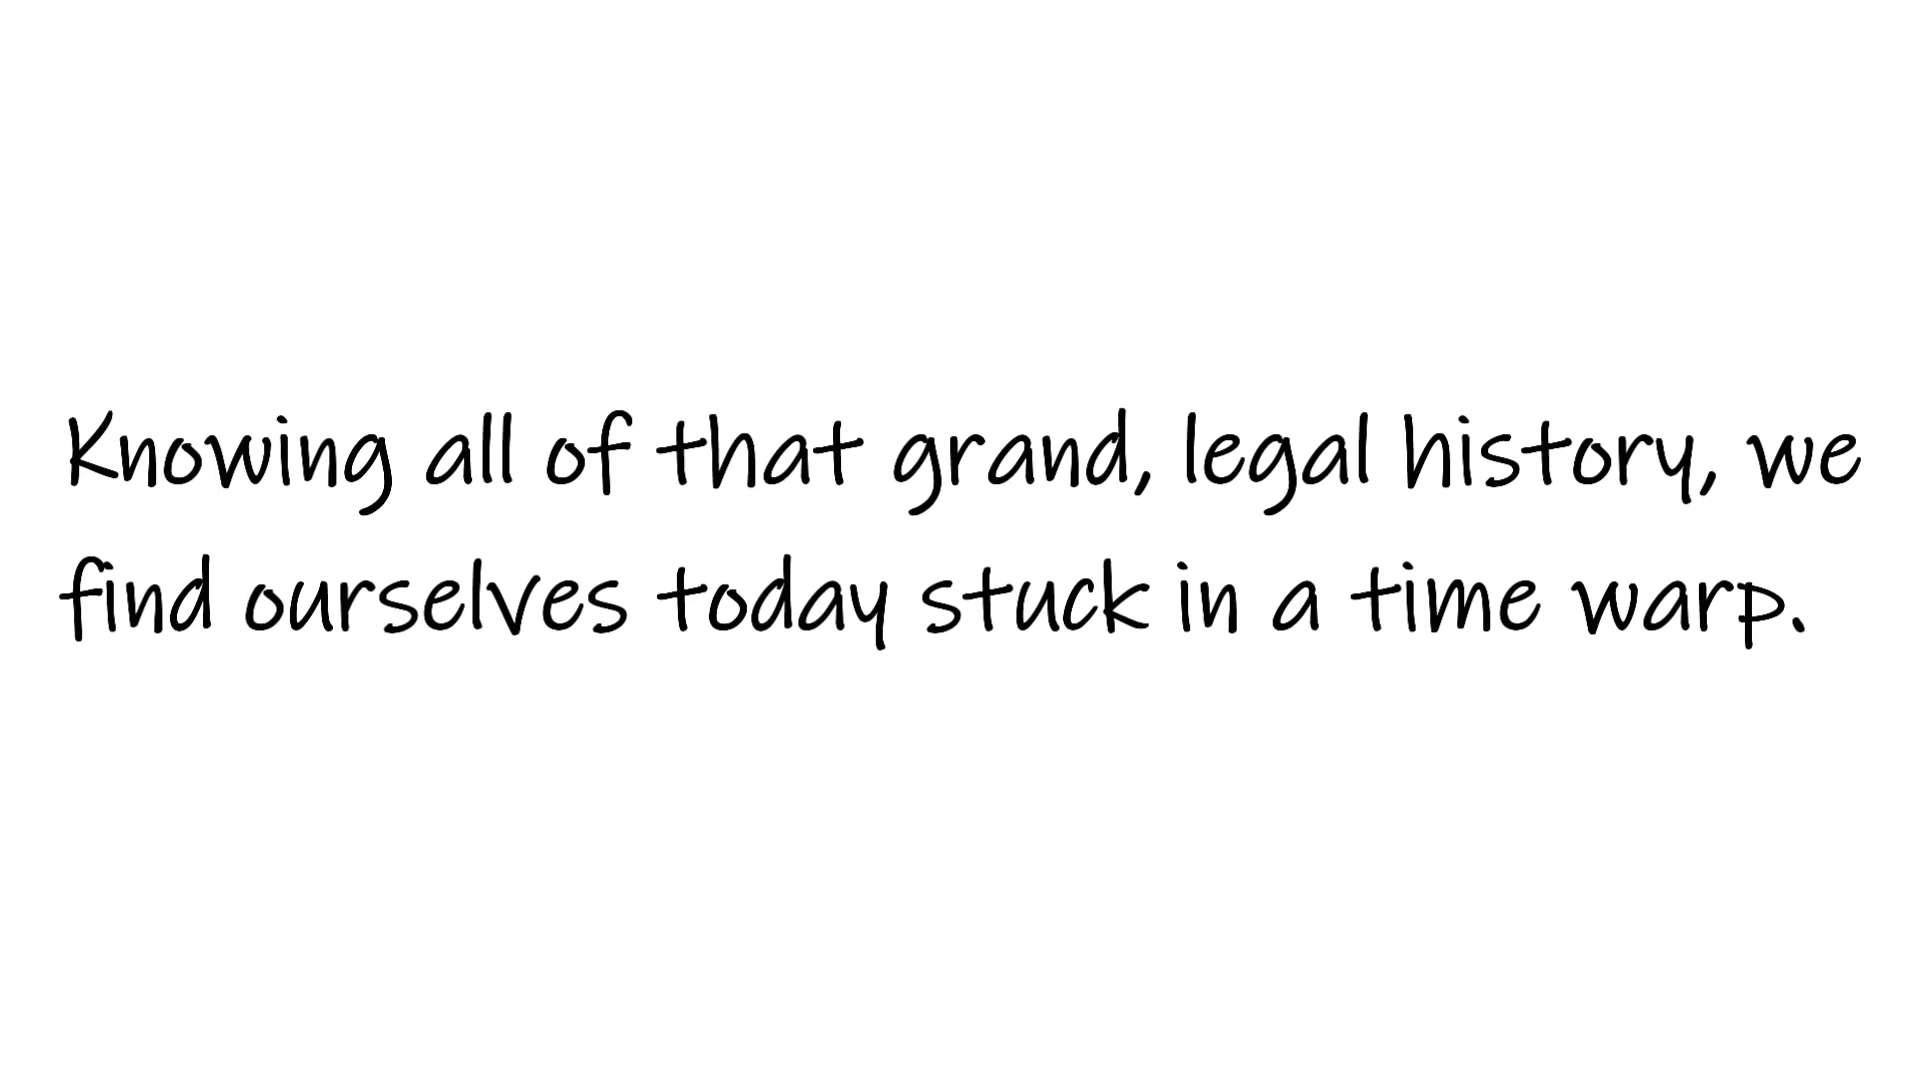 Knowing all of that grand, legal history, we
find ourselves today stuck in a time warp.